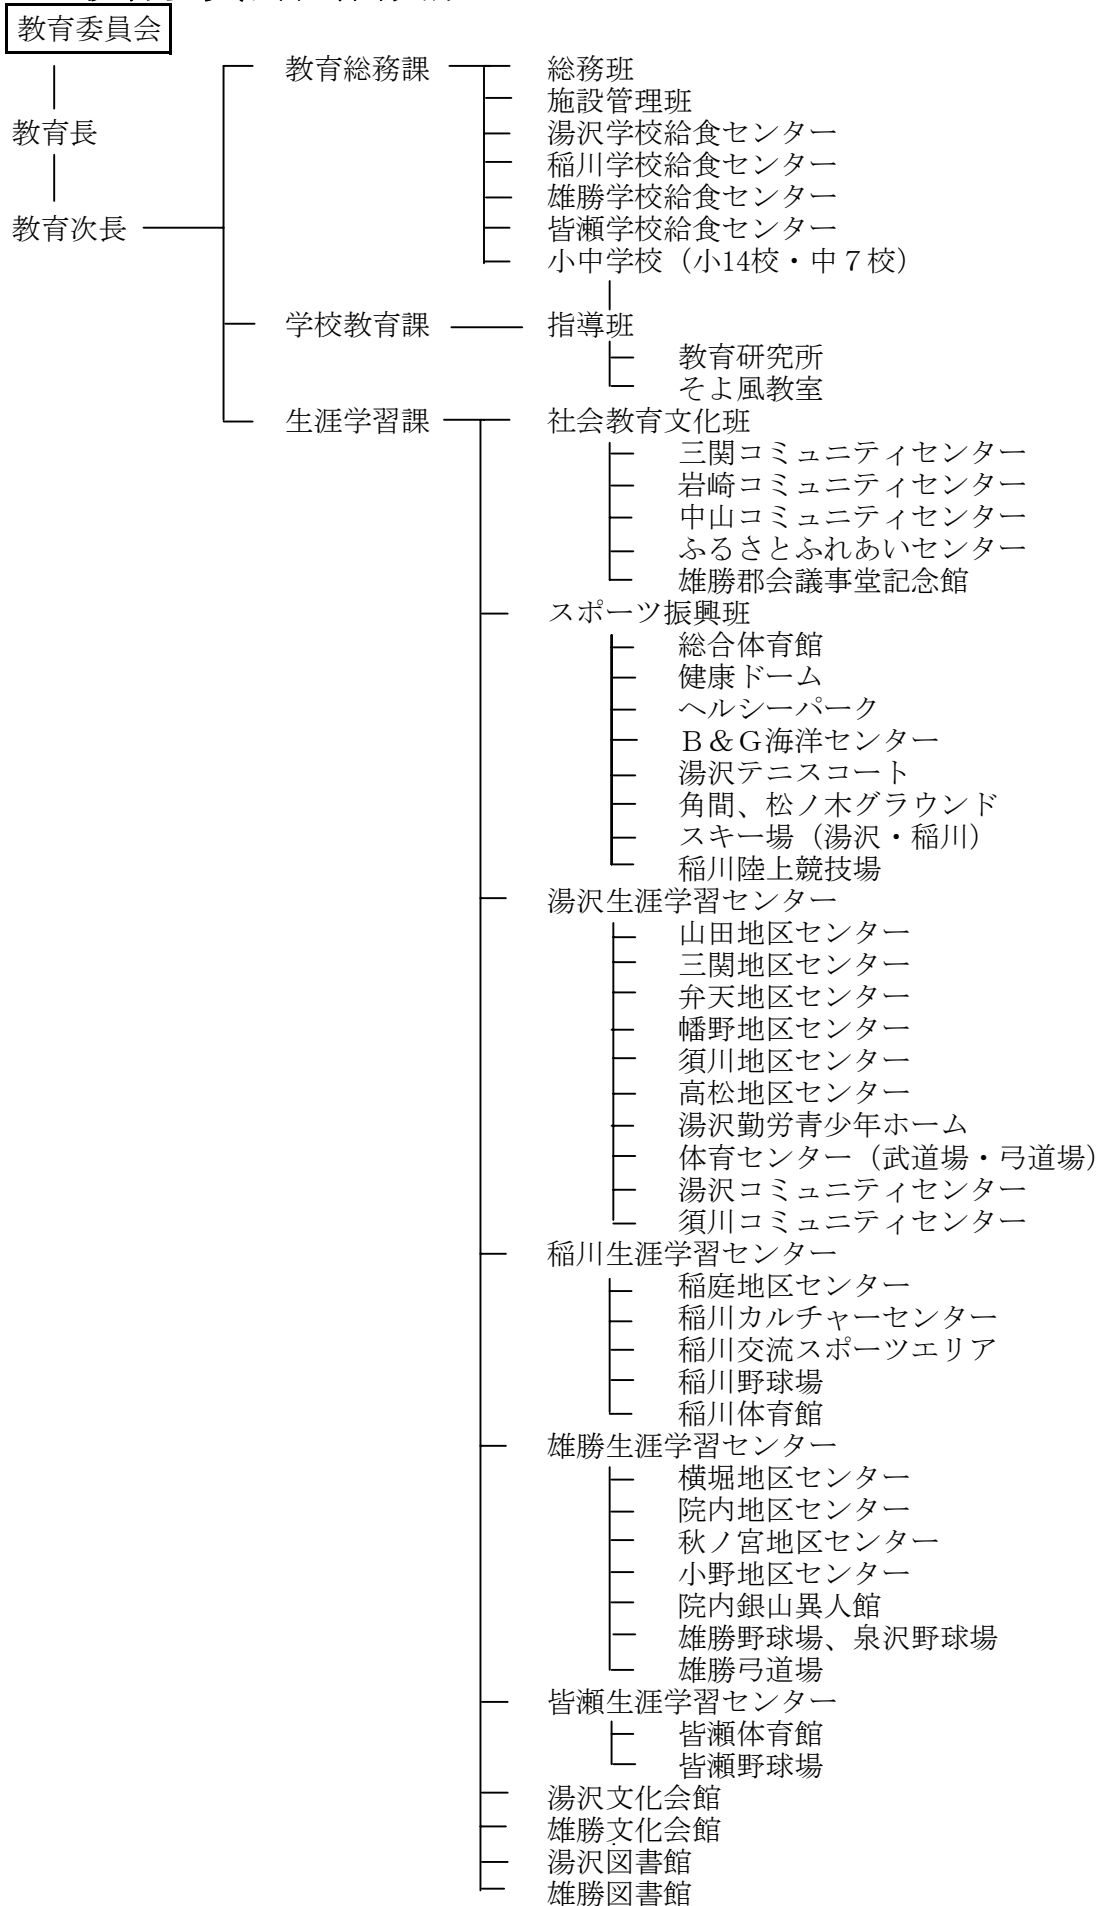 教育委員会
教育総務課 総務班
施設管理班
教育長 湯沢学校給食センター
稲川学校給食センター
雄勝学校給食センター
教育次長 皆瀬学校給食センター
小中学校（小14校・中７校）
学校教育課 指導班
教育研究所
そよ風教室
生涯学習課 社会教育文化班
三関コミュニティセンター
岩崎コミュニティセンター
中山コミュニティセンター
ふるさとふれあいセンター
雄勝郡会議事堂記念館
スポーツ振興班
総合体育館
健康ドーム
ヘルシーパーク
Ｂ＆Ｇ海洋センター
湯沢テニスコート
角間、松ノ木グラウンド
スキー場（湯沢・稲川）
稲川陸上競技場
湯沢生涯学習センター
山田地区センター
三関地区センター
弁天地区センター
幡野地区センター
須川地区センター
高松地区センター
湯沢勤労青少年ホーム
体育センター（武道場・弓道場）
湯沢コミュニティセンター
須川コミュニティセンター
稲川生涯学習センター
稲庭地区センター
稲川カルチャーセンター
稲川交流スポーツエリア
稲川野球場
稲川体育館
雄勝生涯学習センター
横堀地区センター
院内地区センター
秋ノ宮地区センター
小野地区センター
院内銀山異人館
雄勝野球場、泉沢野球場
雄勝弓道場
皆瀬生涯学習センター
皆瀬体育館
皆瀬野球場
湯沢文化会館
雄勝文化会館
湯沢図書館
雄勝図書館